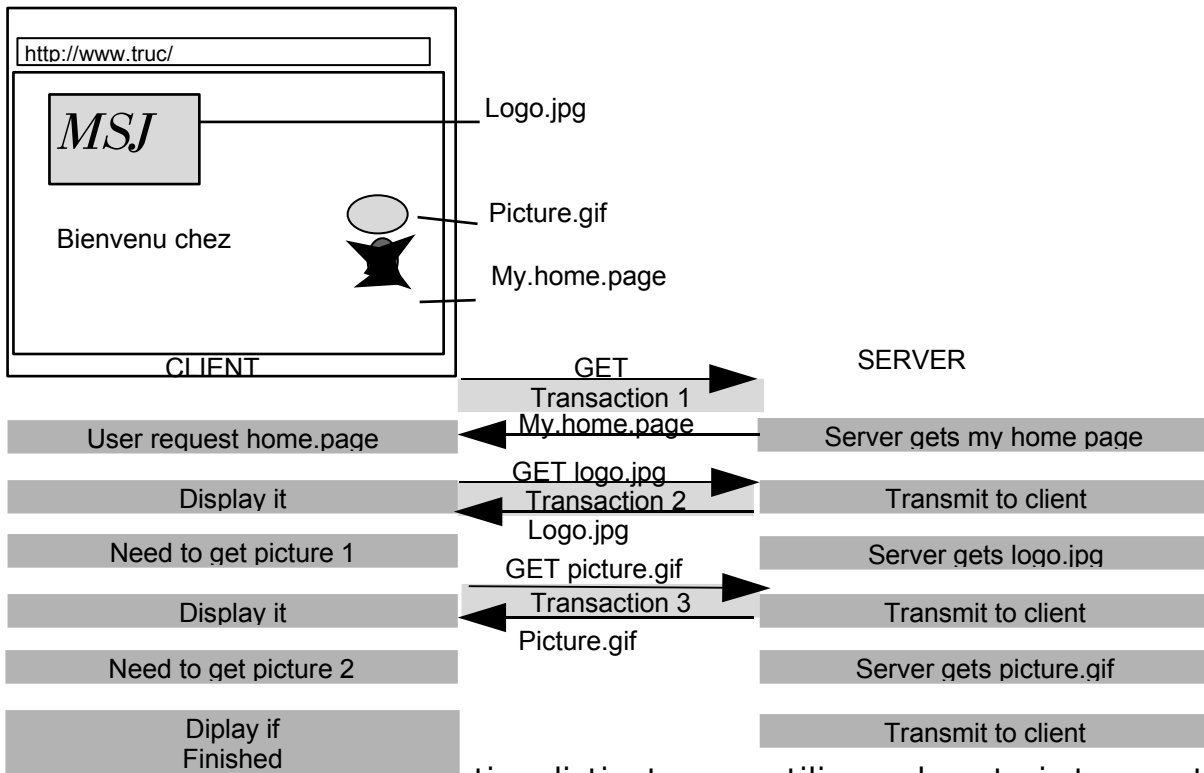 http://www.truc/
MSJ
Logo.jpg
Picture.gif
Bienvenu chez
My.home.page
CLIENT
GET
SERVER
Transaction 1
My.home.page
User request home.page
Server gets my home page
GET logo.jpg
Display it
Transaction 2
Transmit to client
Logo.jpg
Need to get picture 1
Server gets logo.jpg
GET picture.gif
Display it
Transaction 3
Transmit to client
Picture.gif
Need to get picture 2
Server gets picture.gif
Diplay if
Finished
Transmit to client